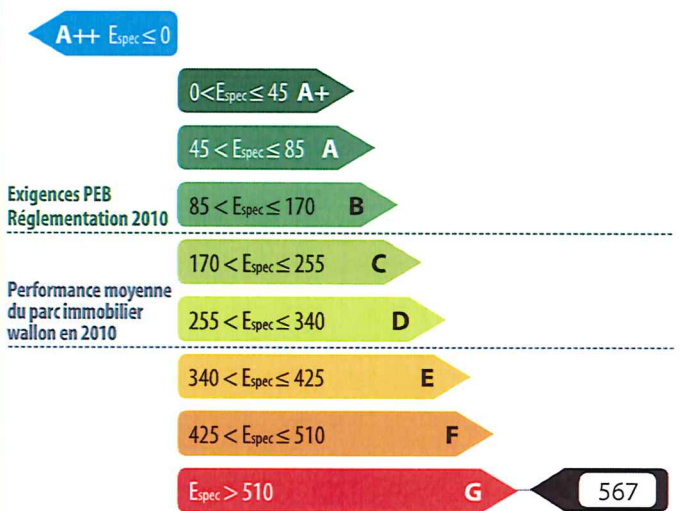 A++ Espec ≤ 0
0<Espec≤ 45 A+
45 < Espec≤ 85 A
Exigences PEB
Réglementation 2010
85 < Espec≤ 170 B
170 < Espec≤ 255 C
Performance moyenne
du parc immobilier
wallon en 2010
255 < Espec≤ 340 D
340 < Espec≤ 425 E
425 < Espec≤ 510 F
Espec > 510 G
567